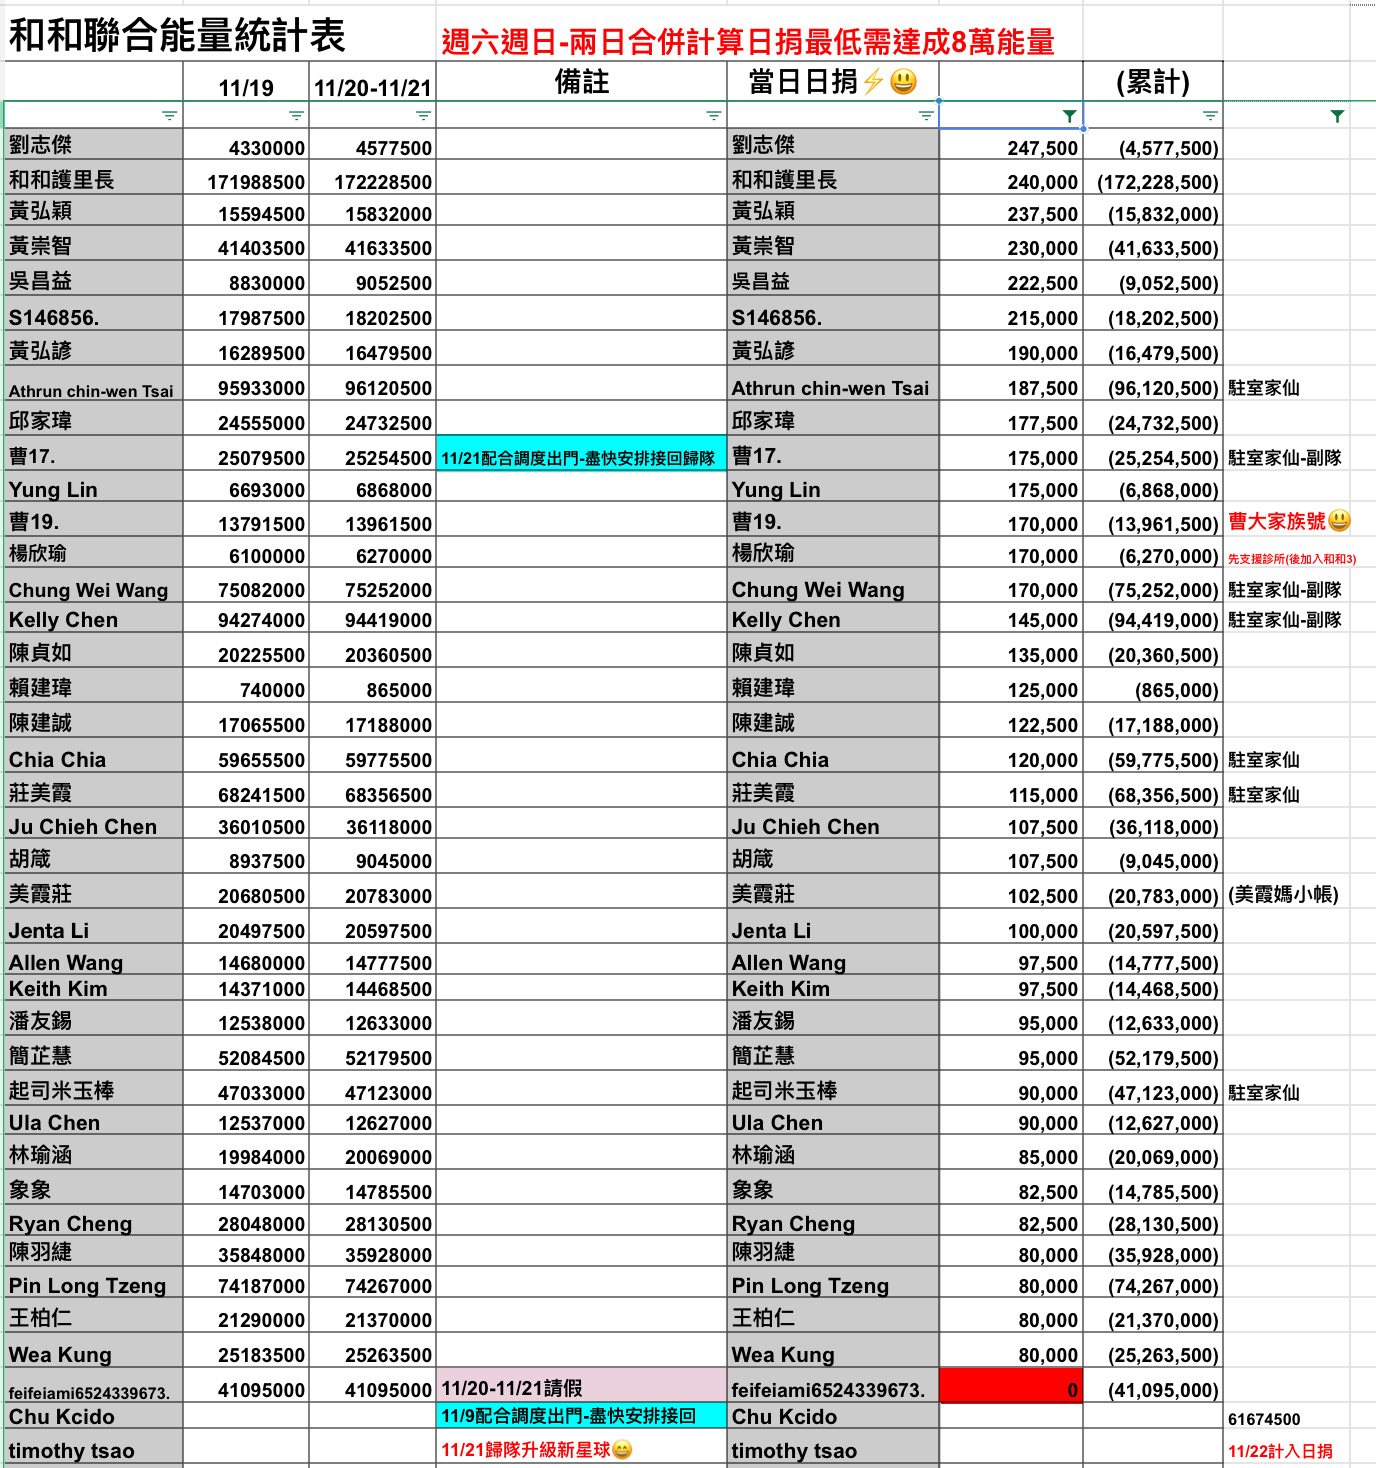 和和聯合能量統計表 週六週日-兩日合併計算日捐最低需達成8萬能量
11/19 11/20-11/21 備註 當日日捐⚡😃 (累計)
劉志傑 4330000 4577500 劉志傑 247,500 (4,577,500)
和和護里長 171988500 172228500 和和護里長 240,000 (172,228,500)
黃弘穎 15594500 15832000 黃弘穎 237,500 (15,832,000)
黃崇智 41403500 41633500 黃崇智 230,000 (41,633,500)
吳昌益 8830000 9052500 吳昌益 222,500 (9,052,500)
S146856. 17987500 18202500 S146856. 215,000 (18,202,500)
黃弘諺 16289500 16479500 黃弘諺 190,000 (16,479,500)
Athrun chin-wen Tsai 95933000 96120500 Athrun chin-wen Tsai 187,500 (96,120,500) 駐室家仙
邱家瑋 24555000 24732500 邱家瑋 177,500 (24,732,500)
曹17. 25079500 25254500 11/21配合調度出門-盡快安排接回歸隊 曹17. 175,000 (25,254,500) 駐室家仙-副隊
Yung Lin 6693000 6868000 Yung Lin 175,000 (6,868,000)
曹19. 13791500 13961500 曹19. 170,000 (13,961,500) 曹大家族號😃
楊欣瑜 6100000 6270000 楊欣瑜 170,000 (6,270,000) 先支援診所(後加入和和3)
Chung Wei Wang 75082000 75252000 Chung Wei Wang 170,000 (75,252,000) 駐室家仙-副隊
Kelly Chen 94274000 94419000 Kelly Chen 145,000 (94,419,000) 駐室家仙-副隊
陳貞如 20225500 20360500 陳貞如 135,000 (20,360,500)
賴建瑋 740000 865000 賴建瑋 125,000 (865,000)
陳建誠 17065500 17188000 陳建誠 122,500 (17,188,000)
Chia Chia 59655500 59775500 Chia Chia 120,000 (59,775,500) 駐室家仙
莊美霞 68241500 68356500 莊美霞 115,000 (68,356,500) 駐室家仙
Ju Chieh Chen 36010500 36118000 Ju Chieh Chen 107,500 (36,118,000)
胡箴 8937500 9045000 胡箴 107,500 (9,045,000)
美霞莊 20680500 20783000 美霞莊 102,500 (20,783,000) (美霞媽小帳)
Jenta Li 20497500 20597500 Jenta Li 100,000 (20,597,500)
Allen Wang 14680000 14777500 Allen Wang 97,500 (14,777,500)
Keith Kim 14371000 14468500 Keith Kim 97,500 (14,468,500)
潘友錫 12538000 12633000 潘友錫 95,000 (12,633,000)
簡芷慧 52084500 52179500 簡芷慧 95,000 (52,179,500)
起司米玉棒 47033000 47123000 起司米玉棒 90,000 (47,123,000) 駐室家仙
Ula Chen 12537000 12627000 Ula Chen 90,000 (12,627,000)
林瑜涵 19984000 20069000 林瑜涵 85,000 (20,069,000)
象象 14703000 14785500 象象 82,500 (14,785,500)
Ryan Cheng 28048000 28130500 Ryan Cheng 82,500 (28,130,500)
陳羽緁 35848000 35928000 陳羽緁 80,000 (35,928,000)
Pin Long Tzeng 74187000 74267000 Pin Long Tzeng 80,000 (74,267,000)
王柏仁 21290000 21370000 王柏仁 80,000 (21,370,000)
Wea Kung 25183500 25263500 Wea Kung 80,000 (25,263,500)
feifeiami6524339673. 41095000 41095000 11/20-11/21請假 feifeiami6524339673. 0 (41,095,000)
Chu Kcido 11/9配合調度出門-盡快安排接回 Chu Kcido 61674500
timothy tsao 11/21歸隊升級新星球😄 timothy tsao 11/22計入日捐